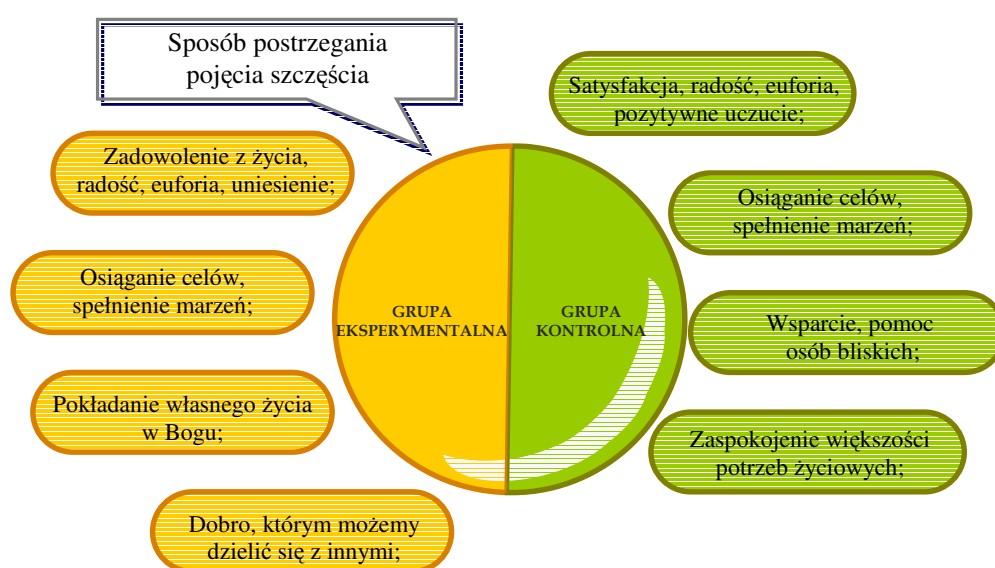 Sposób postrzegania
pojęcia szczęścia
Zadowolenie z życia,
radość, euforia, uniesienie;
Osiąganie celów,
spełnienie marzeń;
Pokładanie własnego życia
w Bogu;
Dobro, którym możemy
dzielić się z innymi;
GRUPA
EKSPERYMENTALNA
GRUPA
KONTROLNA
Satysfakcja, radość, euforia,
pozytywne uczucie;
Osiąganie celów,
spełnienie marzeń;
Wsparcie, pomoc
osób bliskich;
Zaspokojenie większości
potrzeb życiowych;